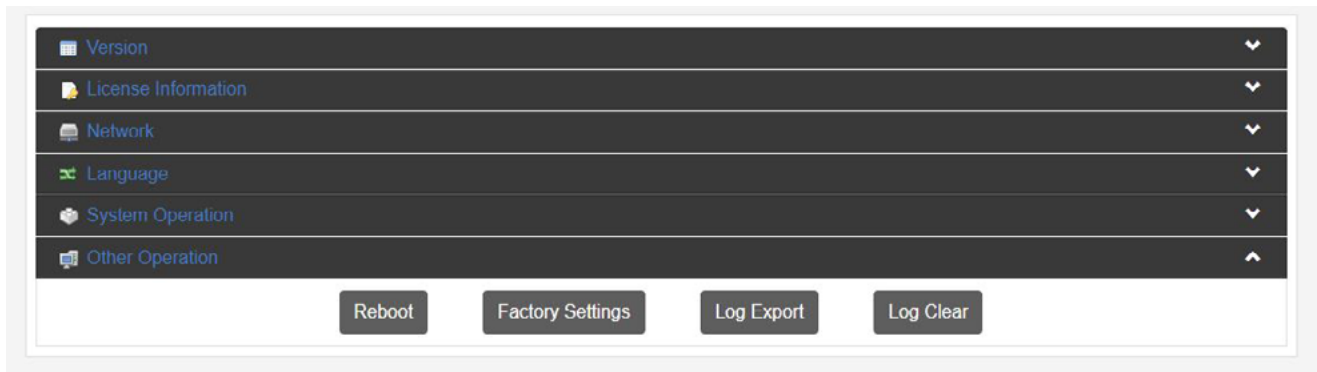 Version
License Information
Network
Language
System Operation
Other Operation
Reboot Factory Settings Log Export Log Clear